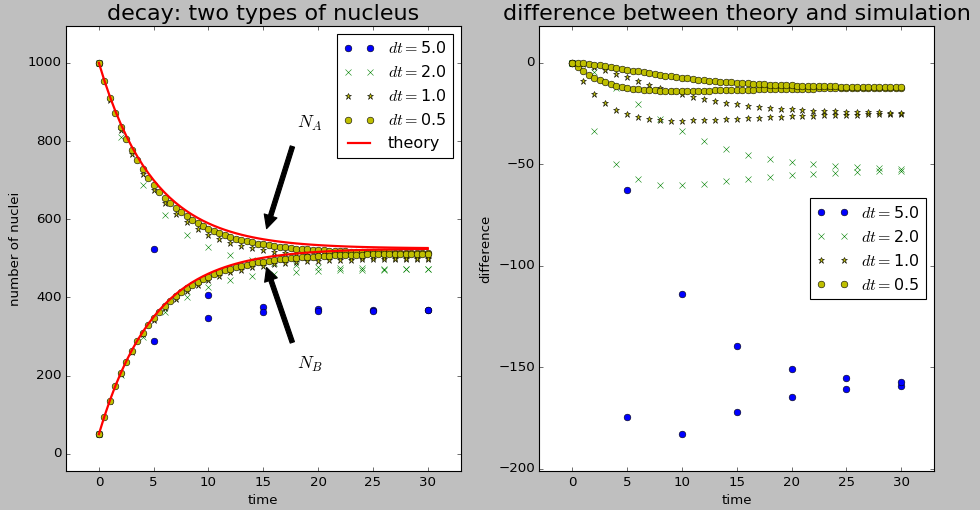 decay: two types of nucleus
1000
800
600
400
200
0
number of nuclei
0 5 10 15 20 25 30
time
dt = 5.0
dt = 2.0
dt = 1.0
dt = 0.5
theory
N_A
N_B
difference between theory and simulation
0
−50
−100
−150
−200
difference
0 5 10 15 20 25 30
time
dt = 5.0
dt = 2.0
dt = 1.0
dt = 0.5